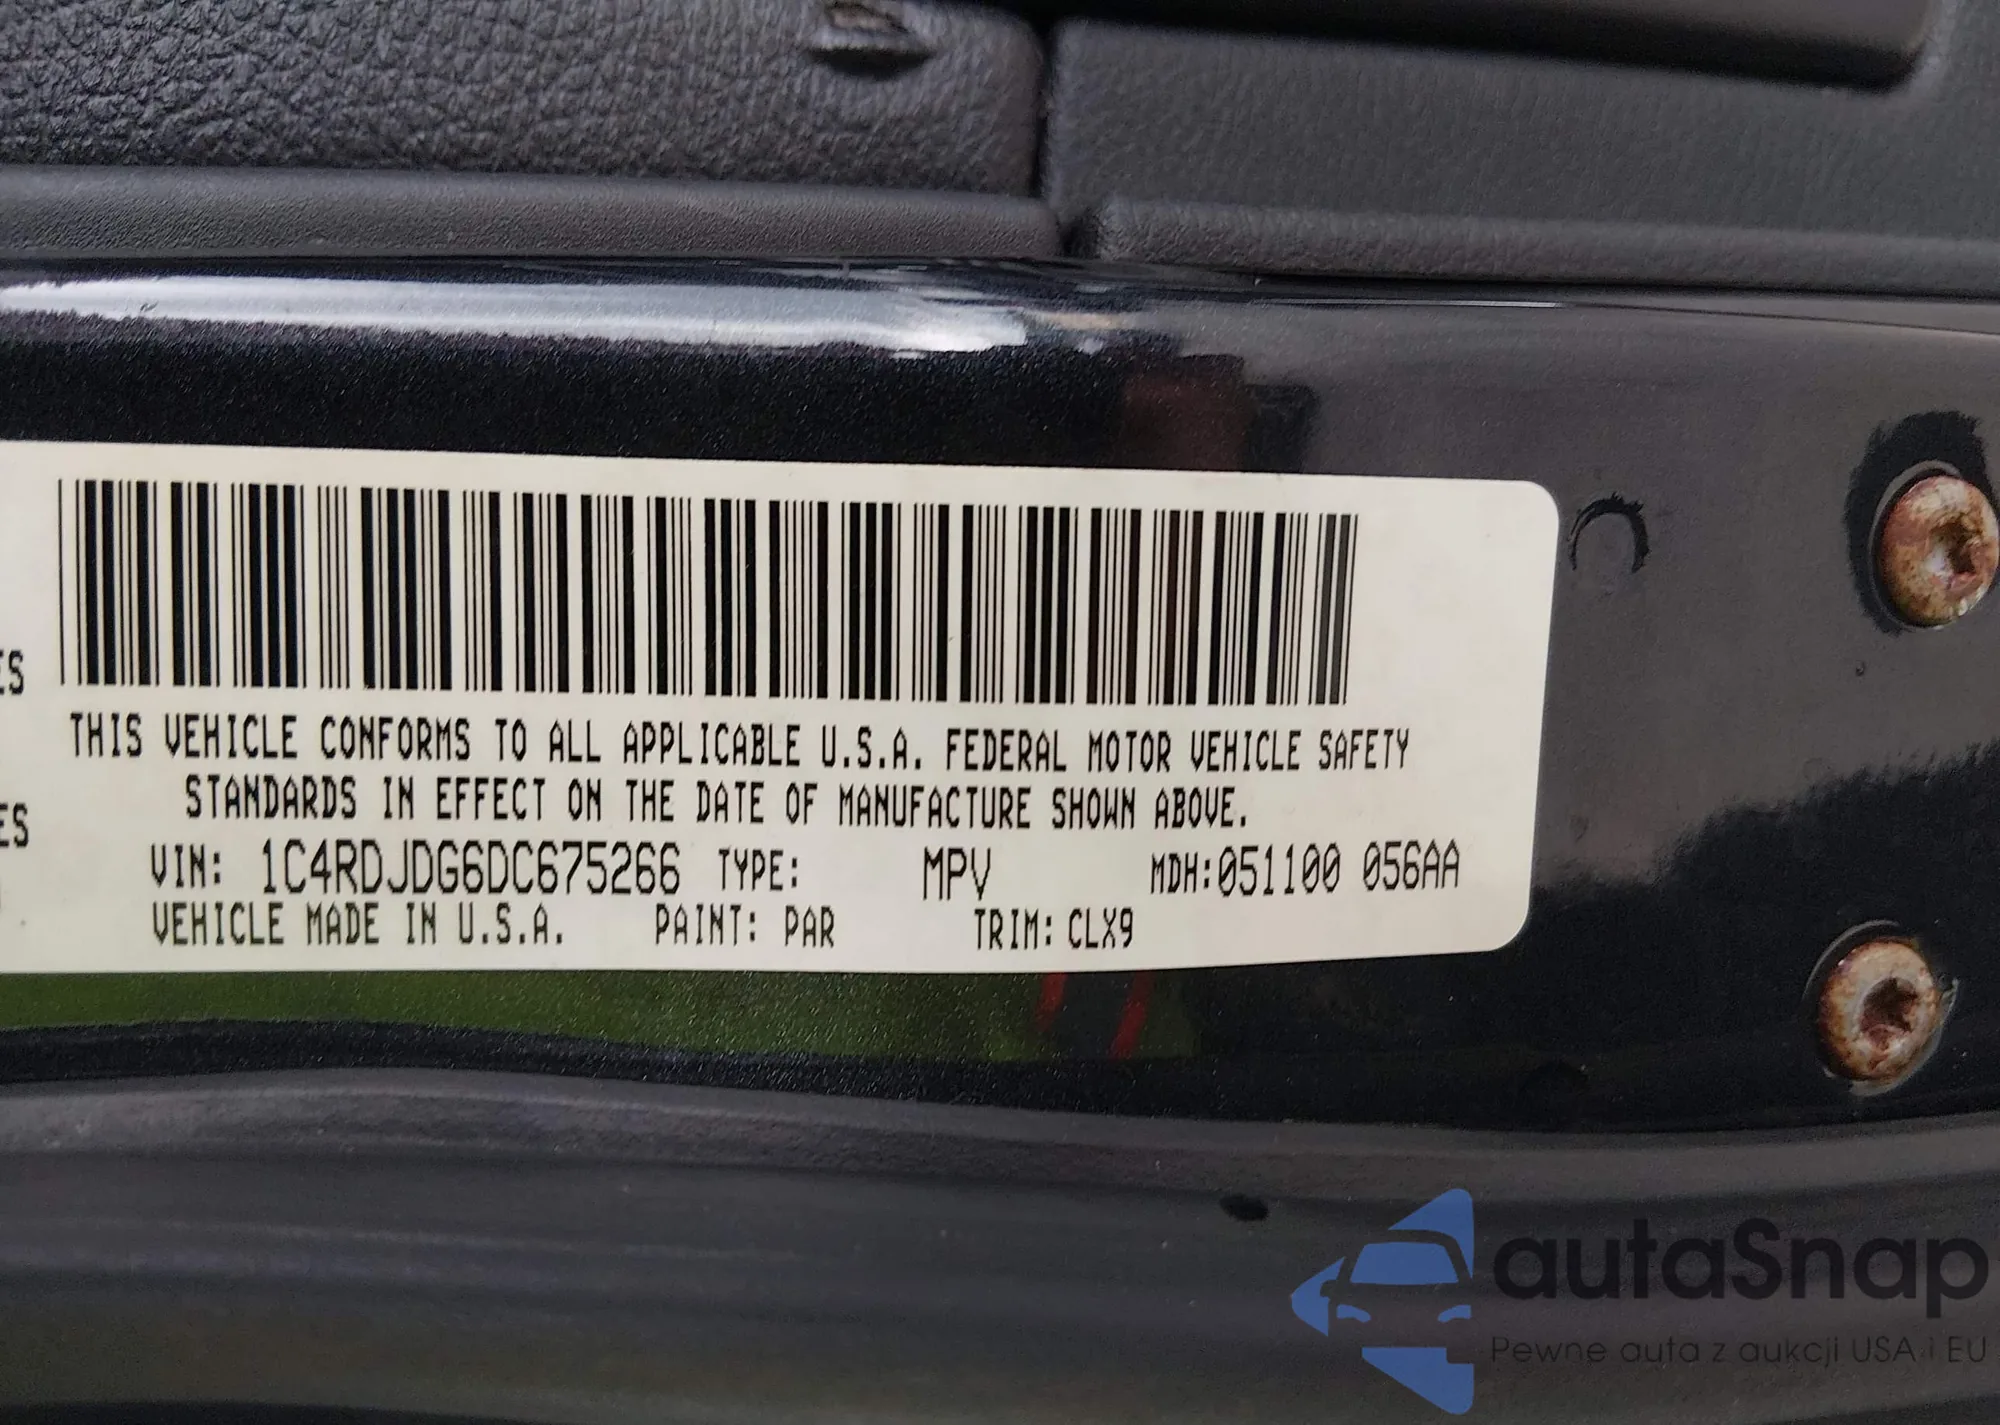 ES
THIS VEHICLE CONFORMS TO ALL APPLICABLE U.S.A. FEDERAL MOTOR VEHICLE SAFETY
STANDARDS IN EFFECT ON THE DATE OF MANUFACTURE SHOWN ABOVE.
ES
VIN: 1C4RDJDG6DC675266 TYPE: MPV MDH:051100 056AA
VEHICLE MADE IN U.S.A. PAINT: PAR TRIM: CLX9
autaSnap
Pewne auta z aukcji USA i EU